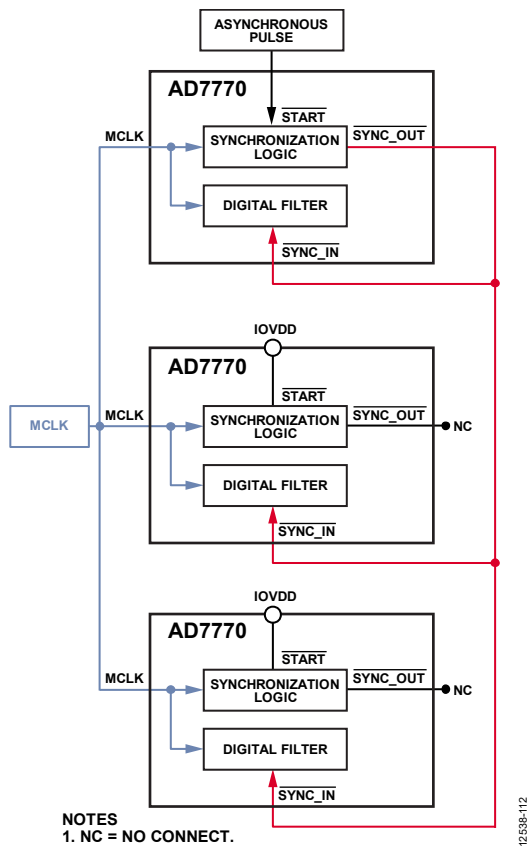 ASYNCHRONOUS
PULSE
AD7770
START
MCLK
SYNCHRONIZATION
LOGIC
SYNC_OUT
DIGITAL FILTER
SYNC_IN
IOVDD
AD7770
START
MCLK
MCLK
SYNCHRONIZATION
LOGIC
SYNC_OUT
NC
DIGITAL FILTER
SYNC_IN
IOVDD
AD7770
START
MCLK
SYNCHRONIZATION
LOGIC
SYNC_OUT
NC
DIGITAL FILTER
SYNC_IN
NOTES
1. NC = NO CONNECT.
12538-112